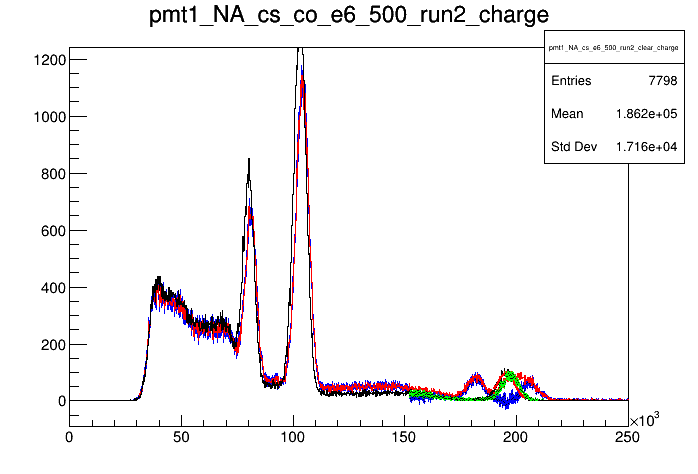 pmt1_NA_cs_co_e6_500_run2_charge
pmt1_NA_cs_e6_500_run2_clear_charge
Entries 7798
Mean 1.862e+05
Std Dev 1.716e+04
1200
1000
800
600
400
200
0
0 50 100 150 200 250
×10³